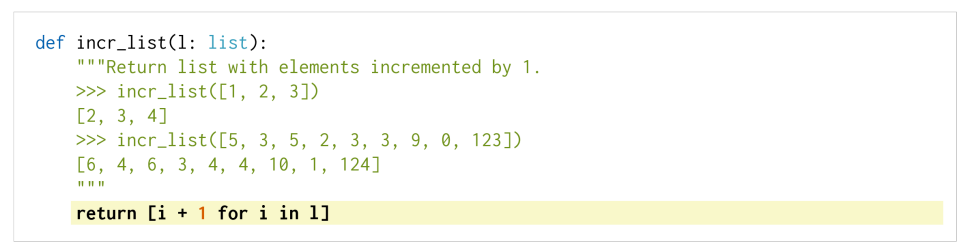 def incr_list(l: list):
    """Return list with elements incremented by 1.
    >>> incr_list([1, 2, 3])
    [2, 3, 4]
    >>> incr_list([5, 3, 5, 2, 3, 3, 9, 0, 123])
    [6, 4, 6, 3, 4, 4, 10, 1, 124]
    """
    return [i + 1 for i in l]